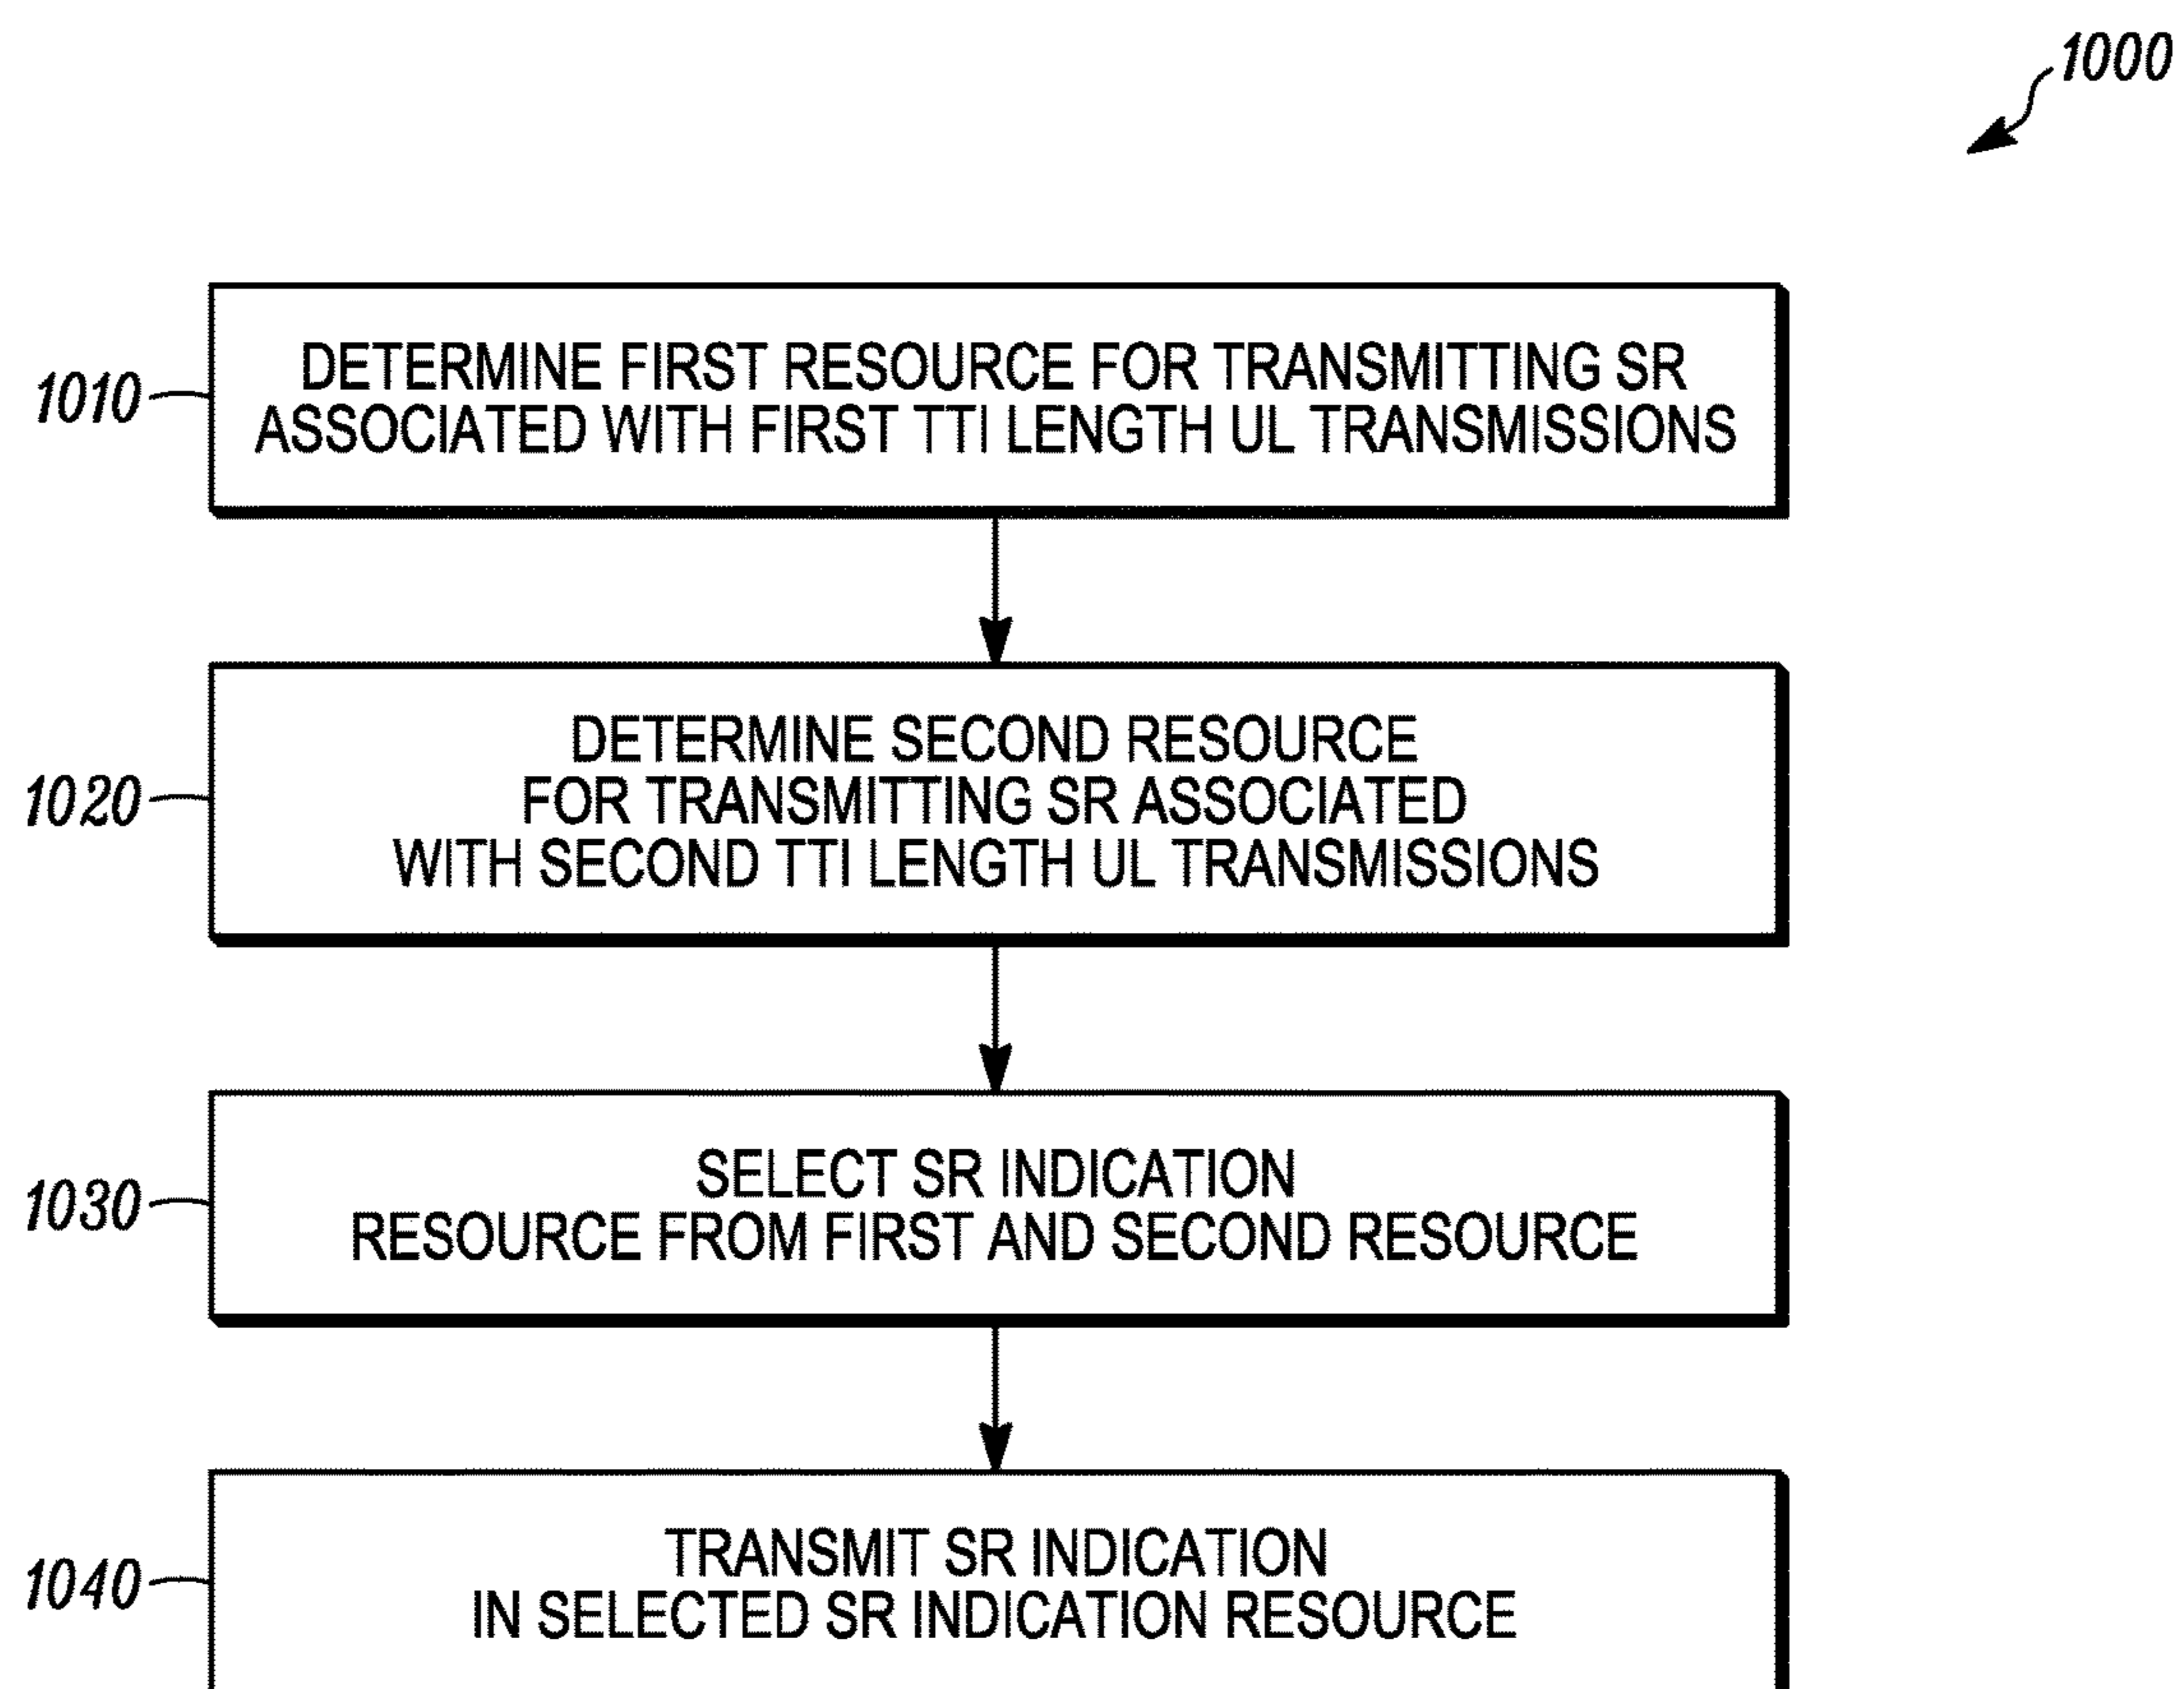 1000
1010
DETERMINE FIRST RESOURCE FOR TRANSMITTING SR
ASSOCIATED WITH FIRST TTI LENGTH UL TRANSMISSIONS
1020
DETERMINE SECOND RESOURCE
FOR TRANSMITTING SR ASSOCIATED
WITH SECOND TTI LENGTH UL TRANSMISSIONS
1030
SELECT SR INDICATION
RESOURCE FROM FIRST AND SECOND RESOURCE
1040
TRANSMIT SR INDICATION
IN SELECTED SR INDICATION RESOURCE